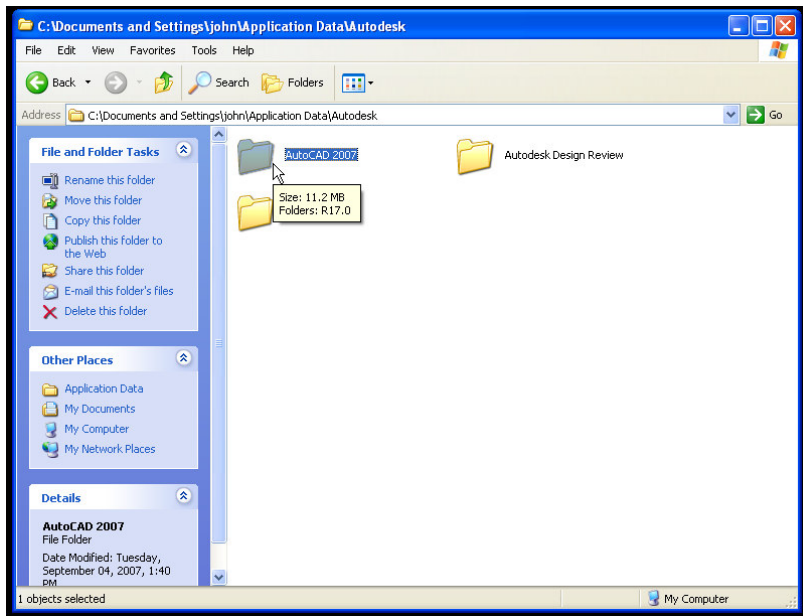 C:\Documents and Settings\john\Application Data\Autodesk
File Edit View Favorites Tools Help
Back Search Folders
Address C:\Documents and Settings\john\Application Data\Autodesk Go
File and Folder Tasks
Rename this folder
Move this folder
Copy this folder
Publish this folder to
the Web
Share this folder
E-mail this folder's files
Delete this folder
Other Places
Application Data
My Documents
My Computer
My Network Places
Details
AutoCAD 2007
File Folder
Date Modified: Tuesday,
September 04, 2007, 1:40
PM
AutoCAD 2007
Autodesk Design Review
Size: 11.2 MB
Folders: R17.0
1 objects selected
My Computer